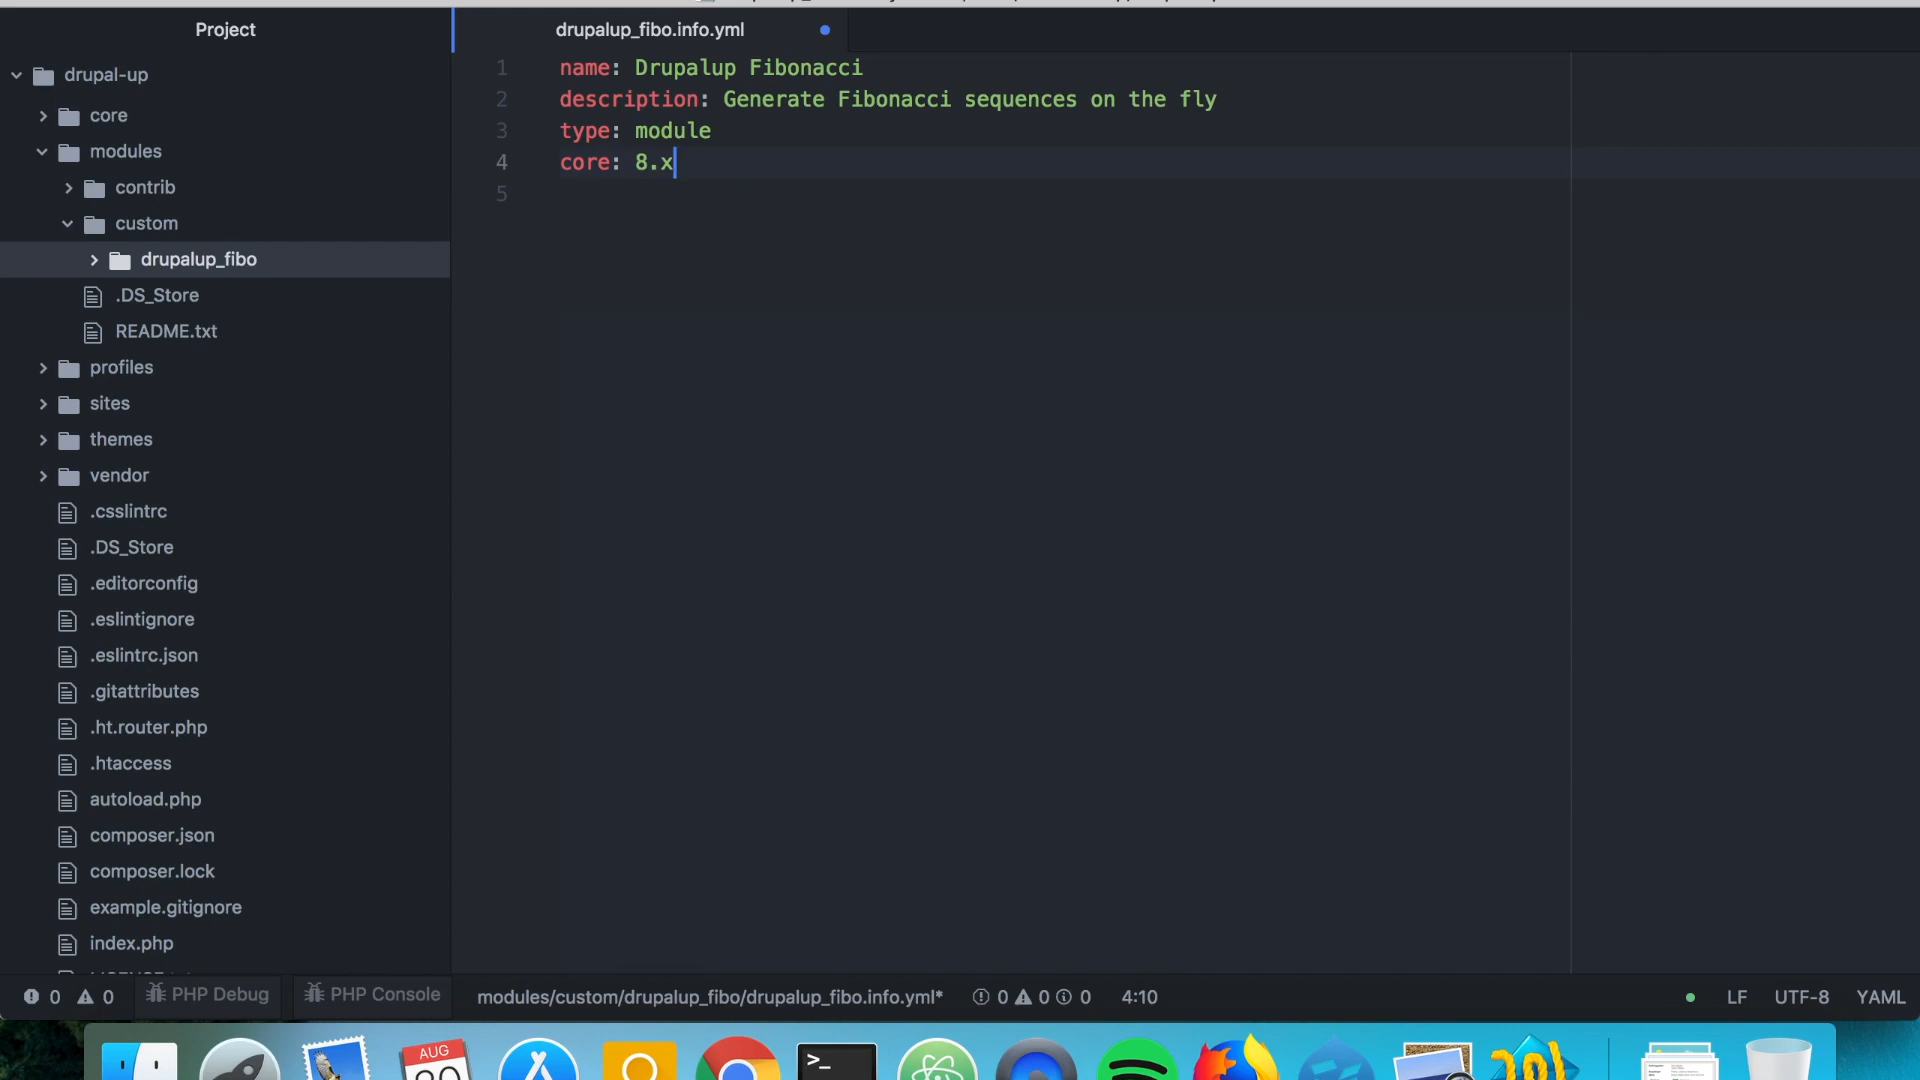 Project
drupalup_fibo.info.yml
drupal-up
core
modules
contrib
custom
drupalup_fibo
.DS_Store
README.txt
profiles
sites
themes
vendor
.csslintrc
.DS_Store
.editorconfig
.eslintignore
.eslintrc.json
.gitattributes
.ht.router.php
.htaccess
autoload.php
composer.json
composer.lock
example.gitignore
index.php
1 name: Drupalup Fibonacci
2 description: Generate Fibonacci sequences on the fly
3 type: module
4 core: 8.x
5
0 0 PHP Debug PHP Console modules/custom/drupalup_fibo/drupalup_fibo.info.yml* 0 0 0 4:10 LF UTF-8 YAML
AUG
>_